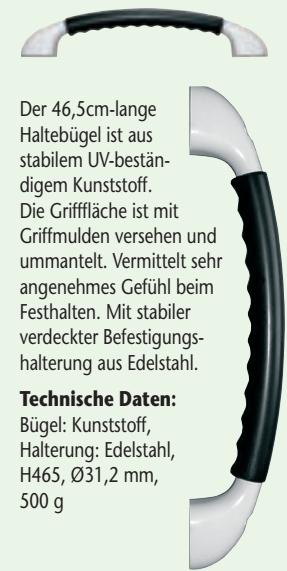 Der 46,5cm-lange
Haltebügel ist aus
stabilem UV-bestän-
digem Kunststoff.
Die Grifffläche ist mit
Griffmulden versehen und
ummantelt. Vermittelt sehr
angenehmes Gefühl beim
Festhalten. Mit stabiler
verdeckter Befestigungs-
halterung aus Edelstahl.
Technische Daten:
Bügel: Kunststoff,
Halterung: Edelstahl,
H465, Ø31,2 mm,
500 g